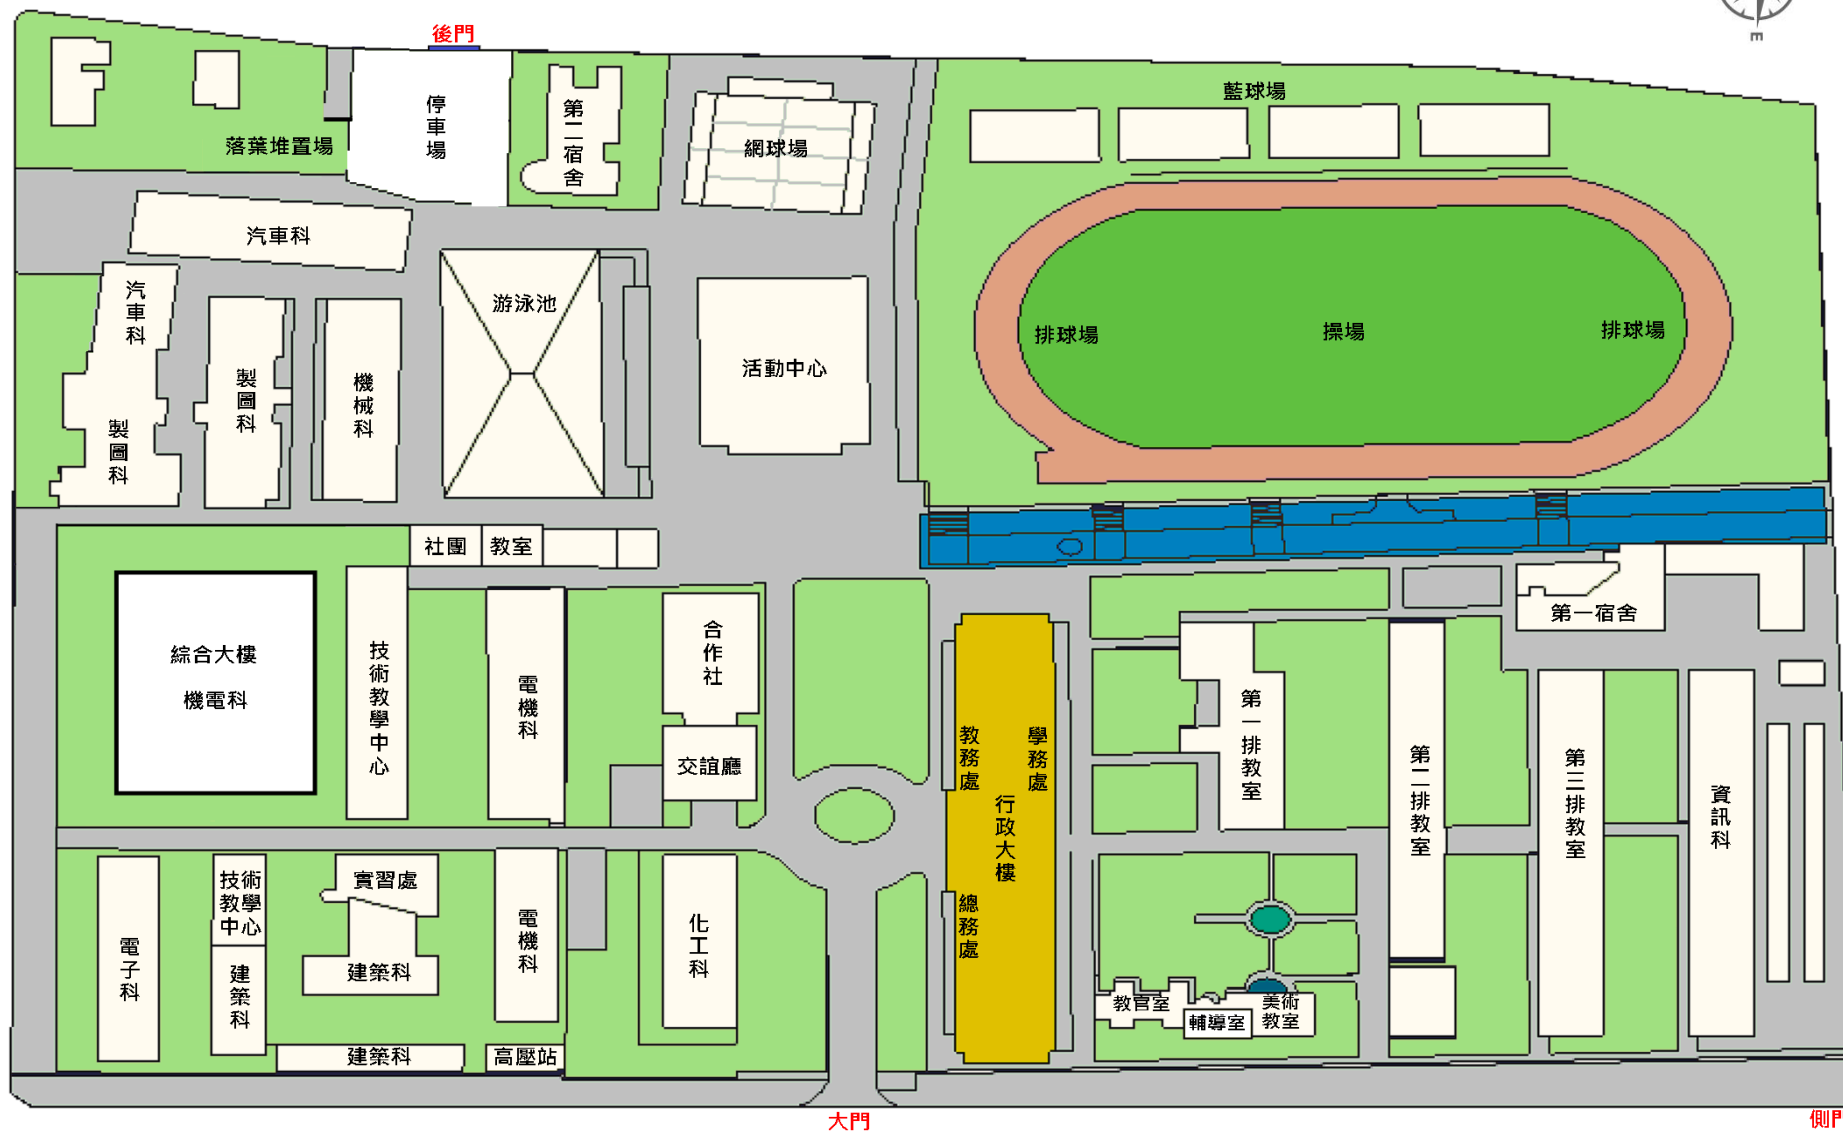 後門
E
停車場
第二宿舍
藍球場
落葉堆置場
網球場
汽車科
汽車科
游泳池
排球場
操場
排球場
活動中心
製圖科
機械科
製圖科
社團
教室
第一宿舍
綜合大樓
機電科
技術教學中心
電機科
合作社
交誼廳
教務處
學務處
行政大樓
總務處
第一排教室
第二排教室
第三排教室
資訊科
技術
教學
中心
實習處
電機科
化工科
電子科
建築科
建築科
建築科
高壓站
教官室
輔導室
美術
教室
大門
側門